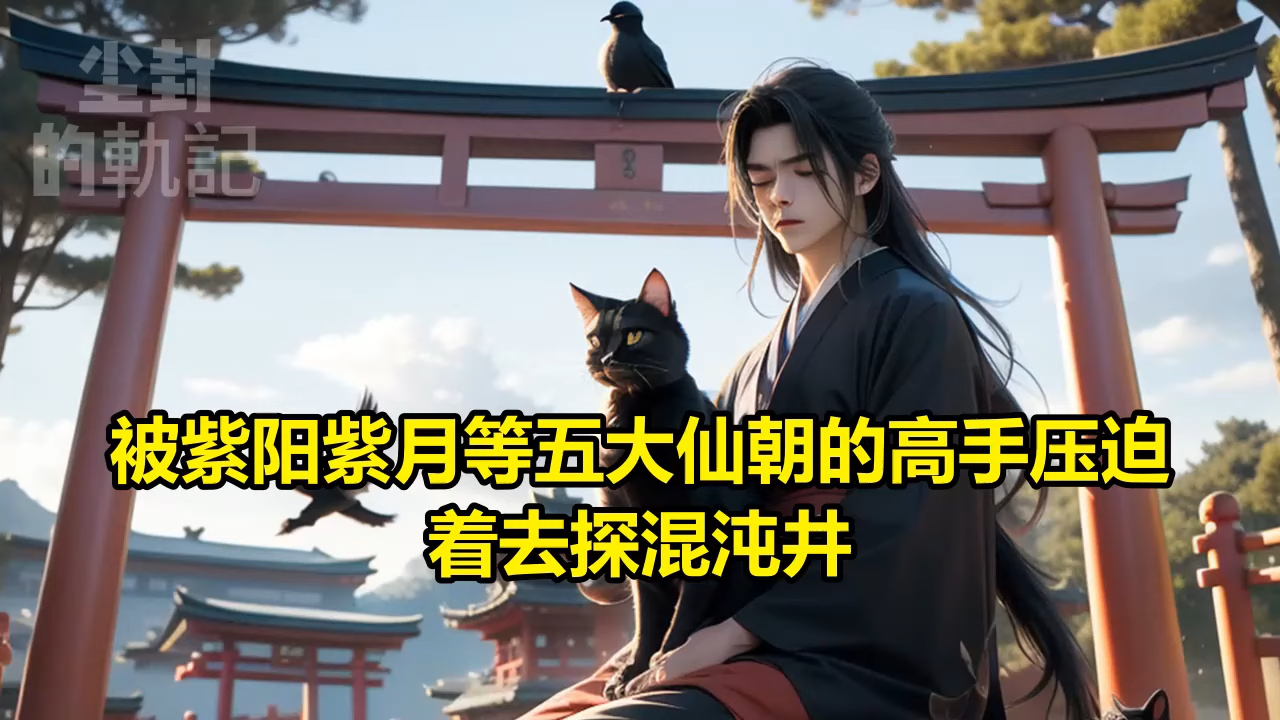 尘封
的軌記
被紫阳紫月等五大仙朝的高手压迫
着去探混沌井